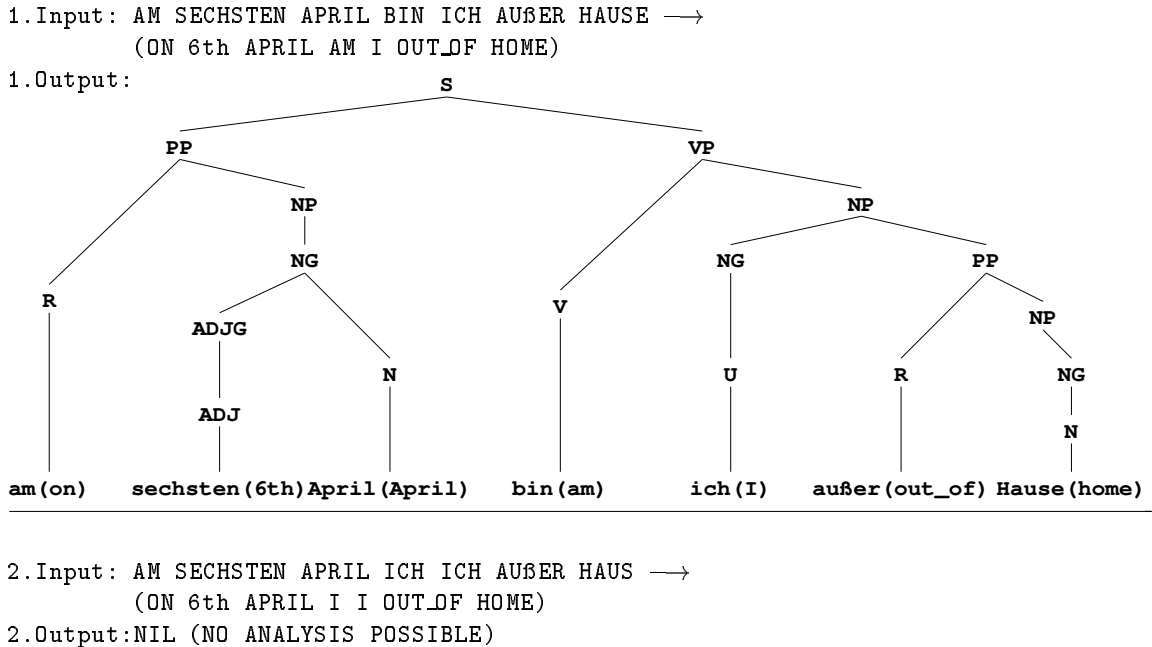 1.Input: AM SECHSTEN APRIL BIN ICH AUßER HAUSE ⟶
(ON 6th APRIL AM I OUT_OF HOME)
1.Output:
S
PP VP
NP NP
NG NG PP
R V
ADJG NP
N U R NG
ADJ N
am(on) sechsten(6th) April(April) bin(am) ich(I) außer(out_of) Hause(home)
2.Input: AM SECHSTEN APRIL ICH ICH AUßER HAUS ⟶
(ON 6th APRIL I I OUT_OF HOME)
2.Output:NIL (NO ANALYSIS POSSIBLE)